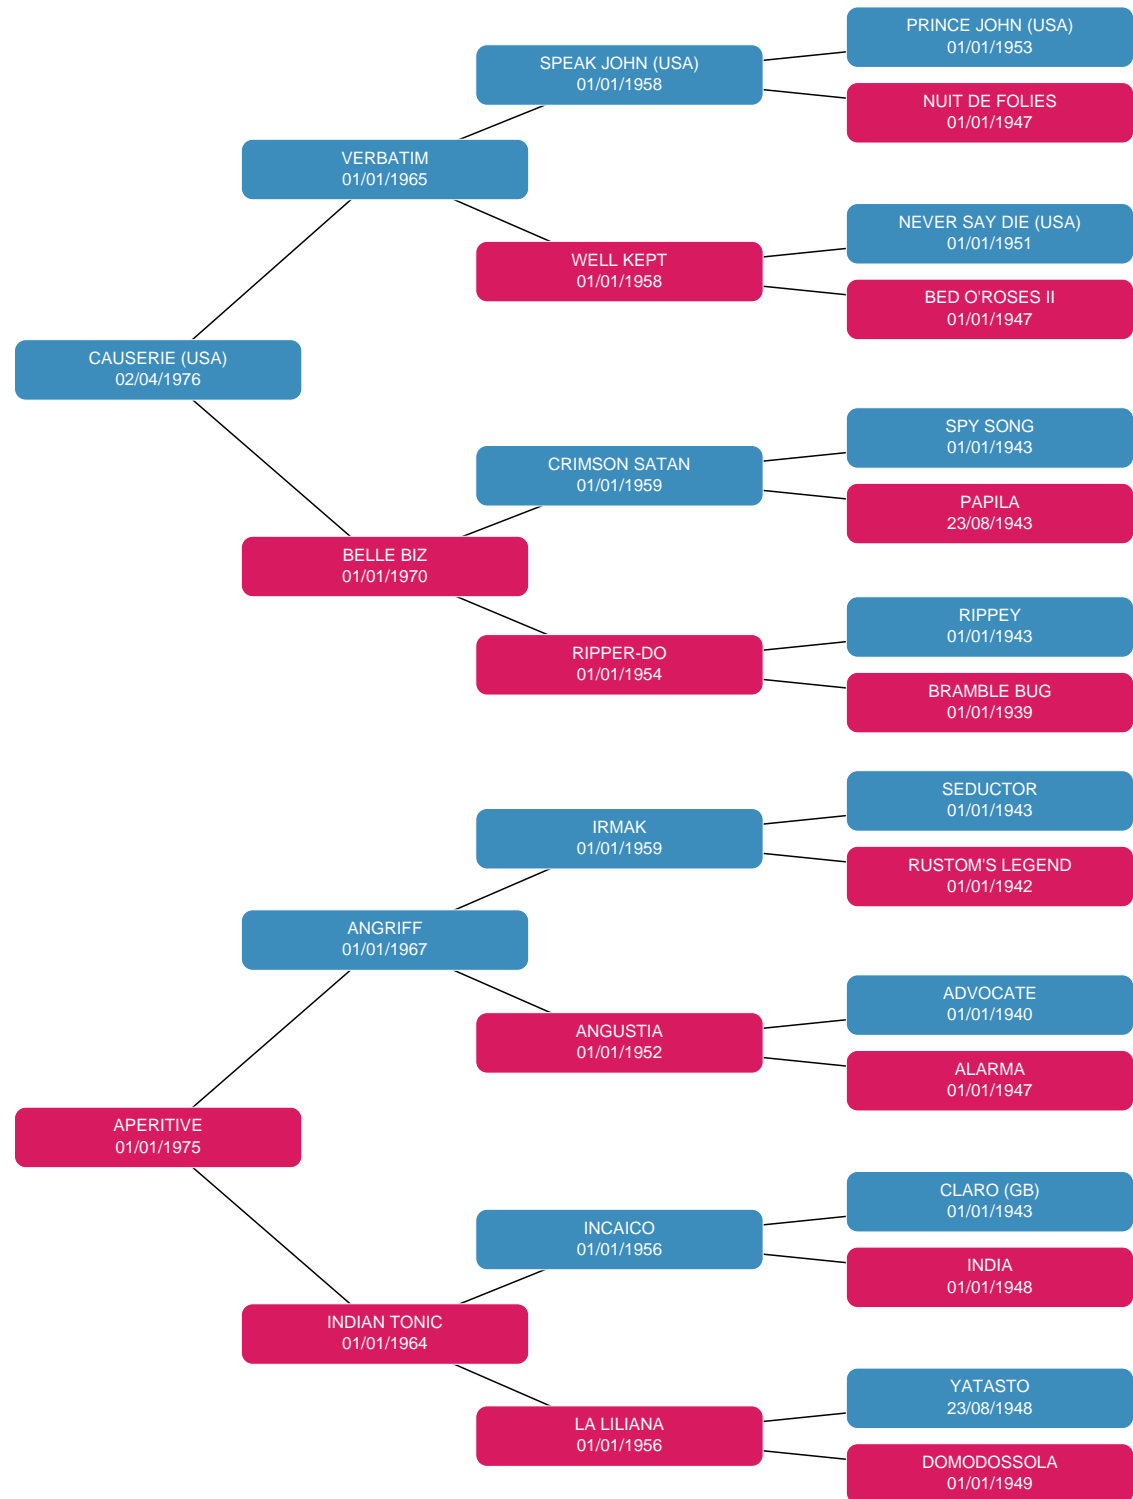 PRINCE JOHN (USA)
01/01/1953
SPEAK JOHN (USA)
01/01/1958
NUIT DE FOLIES
01/01/1947
VERBATIM
01/01/1965
NEVER SAY DIE (USA)
01/01/1951
WELL KEPT
01/01/1958
BED O'ROSES II
01/01/1947
CAUSERIE (USA)
02/04/1976
SPY SONG
01/01/1943
CRIMSON SATAN
01/01/1959
PAPILA
23/08/1943
BELLE BIZ
01/01/1970
RIPPEY
01/01/1943
RIPPER-DO
01/01/1954
BRAMBLE BUG
01/01/1939
SEDUCTOR
01/01/1943
IRMAK
01/01/1959
RUSTOM'S LEGEND
01/01/1942
ANGRIFF
01/01/1967
ADVOCATE
01/01/1940
ANGUSTIA
01/01/1952
ALARMA
01/01/1947
APERITIVE
01/01/1975
CLARO (GB)
01/01/1943
INCAICO
01/01/1956
INDIA
01/01/1948
INDIAN TONIC
01/01/1964
YATASTO
23/08/1948
LA LILIANA
01/01/1956
DOMODOSSOLA
01/01/1949